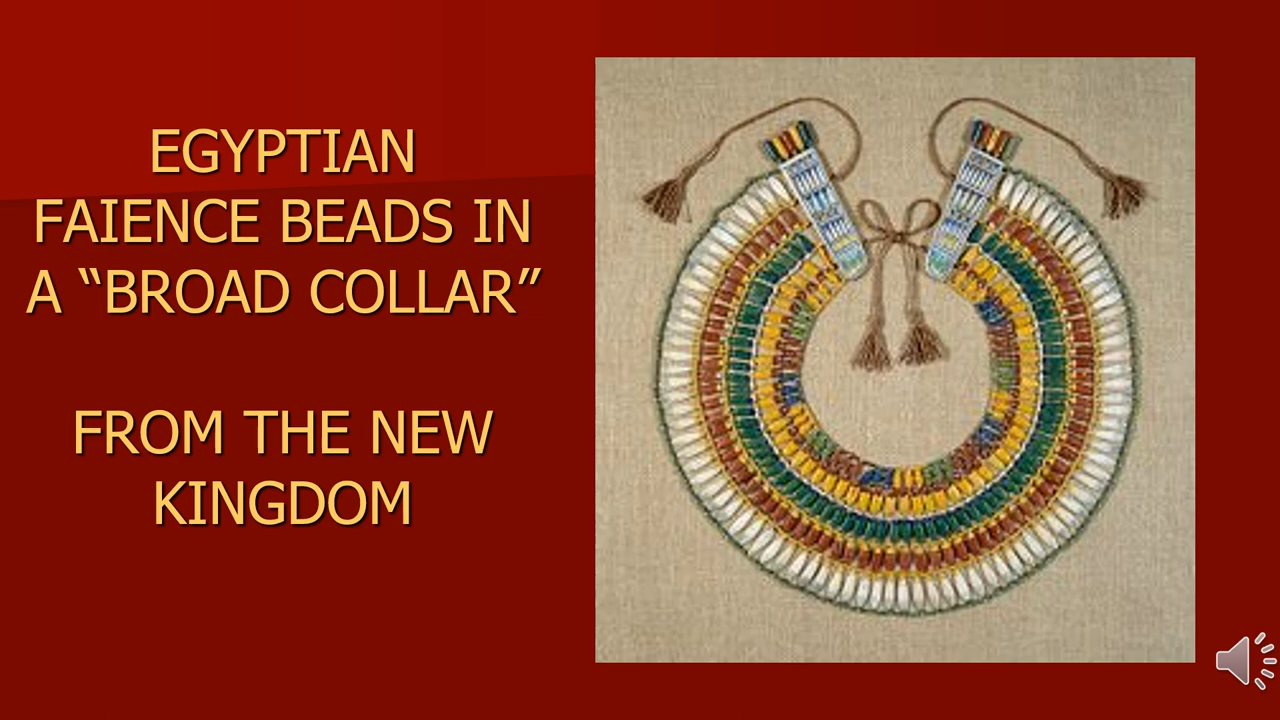 EGYPTIAN
FAIENCE BEADS IN
A “BROAD COLLAR”
FROM THE NEW
KINGDOM